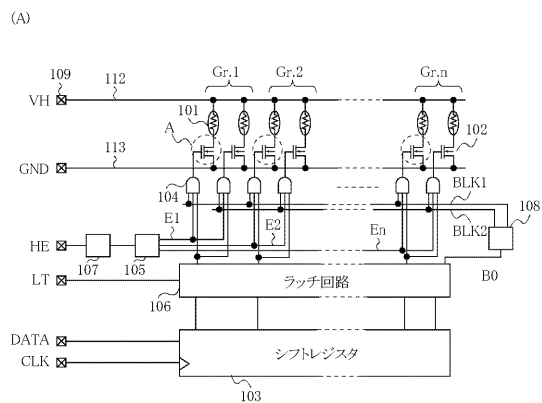 (A)
Gr.1
Gr.2
Gr.n
109
112
VH
101
A
102
113
GND
104
BLK1
108
E1
E2
En
BLK2
HE
107
105
B0
LT
ラッチ回路
106
DATA
シフトレジスタ
CLK
103